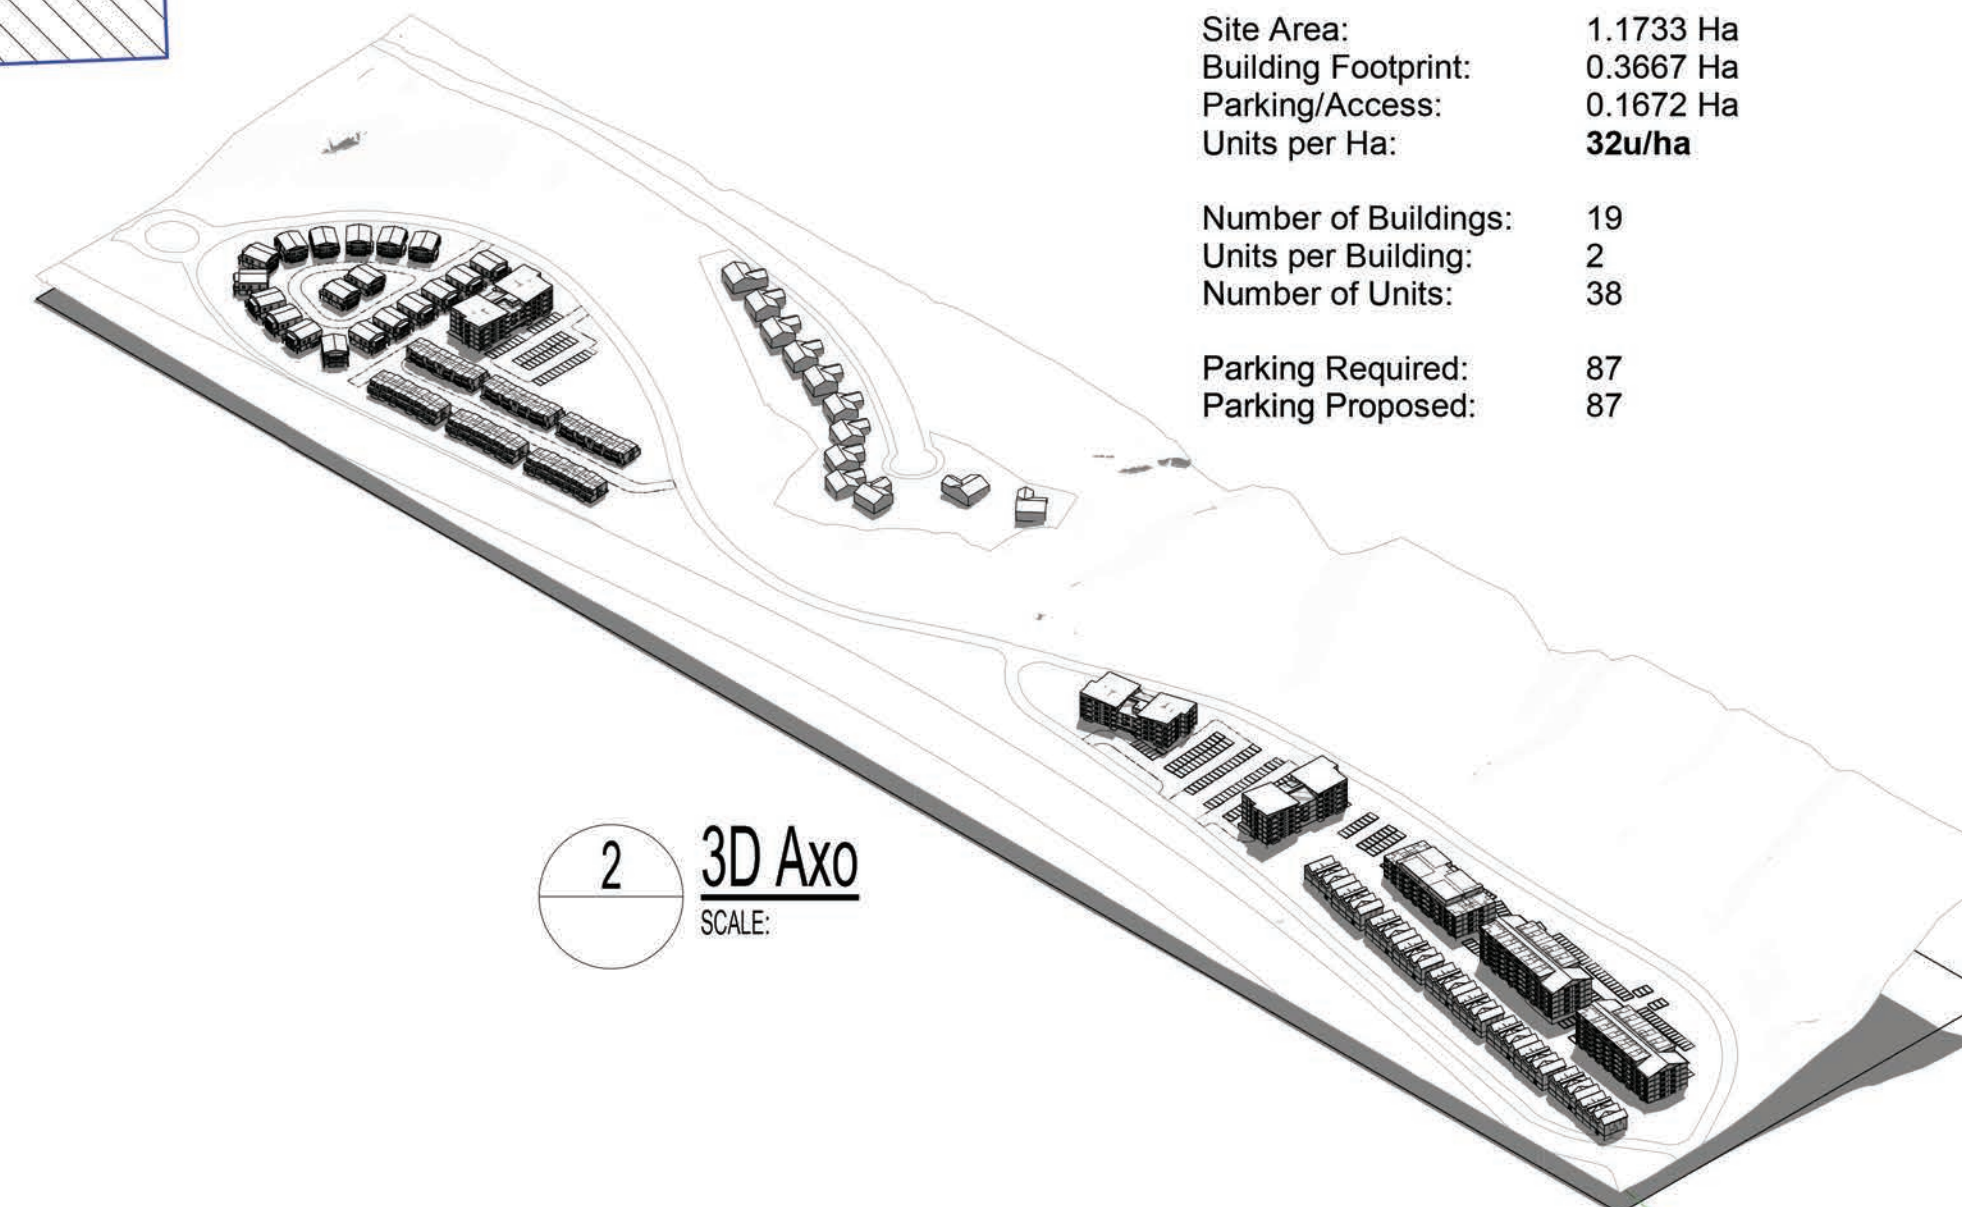 Site Area: 1.1733 Ha
Building Footprint: 0.3667 Ha
Parking/Access: 0.1672 Ha
Units per Ha: 32u/ha
Number of Buildings: 19
Units per Building: 2
Number of Units: 38
Parking Required: 87
Parking Proposed: 87
2
3D Axo
SCALE: